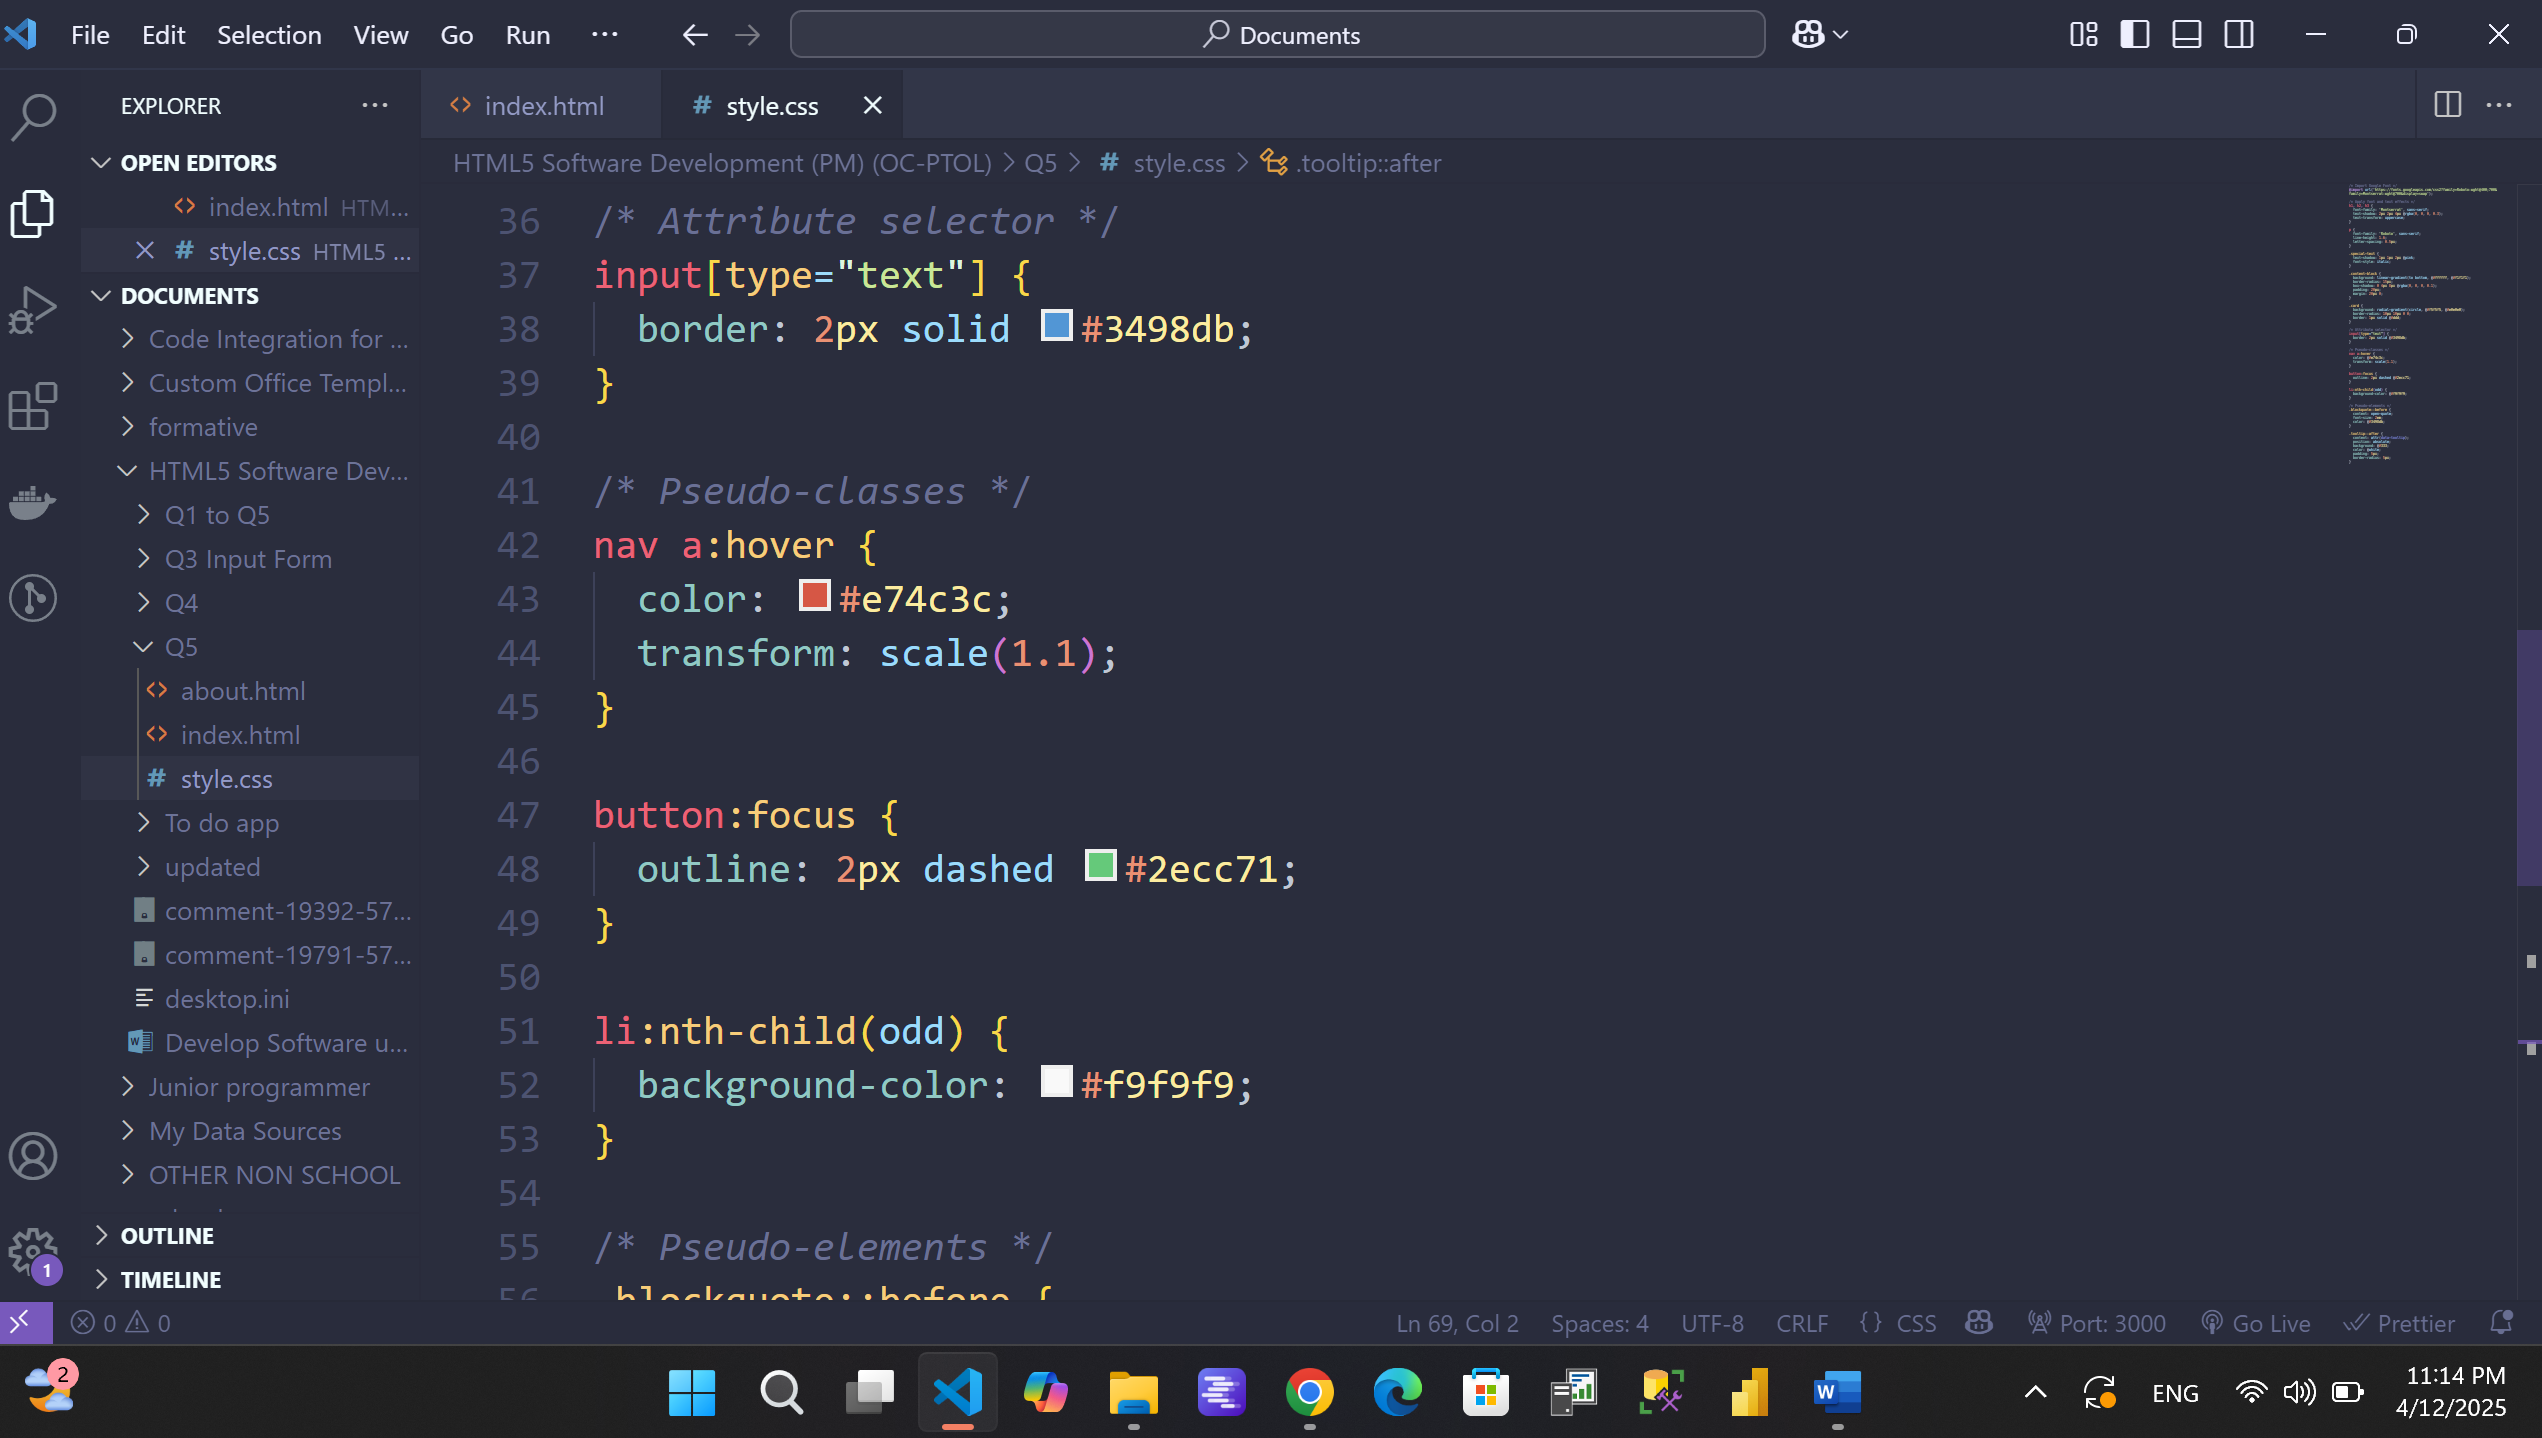 File Edit Selection View Go Run ···
Documents
EXPLORER ···
index.html
# style.css
OPEN EDITORS
index.html HTM...
# style.css HTML5 ...
DOCUMENTS
Code Integration for ...
Custom Office Templ...
formative
HTML5 Software Dev...
Q1 to Q5
Q3 Input Form
Q4
Q5
about.html
index.html
# style.css
To do app
updated
comment-19392-57...
comment-19791-57...
desktop.ini
Develop Software u...
Junior programmer
My Data Sources
OTHER NON SCHOOL
OUTLINE
TIMELINE
HTML5 Software Development (PM) (OC-PTOL) > Q5 > # style.css > .tooltip::after
36 /* Attribute selector */
37 input[type="text"] {
38 border: 2px solid #3498db;
39 }
40
41 /* Pseudo-classes */
42 nav a:hover {
43 color: #e74c3c;
44 transform: scale(1.1);
45 }
46
47 button:focus {
48 outline: 2px dashed #2ecc71;
49 }
50
51 li:nth-child(odd) {
52 background-color: #f9f9f9;
53 }
54
55 /* Pseudo-elements */
56 .blockquote::before {
1
0 0
Ln 69, Col 2 Spaces: 4 UTF-8 CRLF {} CSS Port: 3000 Go Live Prettier
2
W
ENG
11:14 PM
4/12/2025